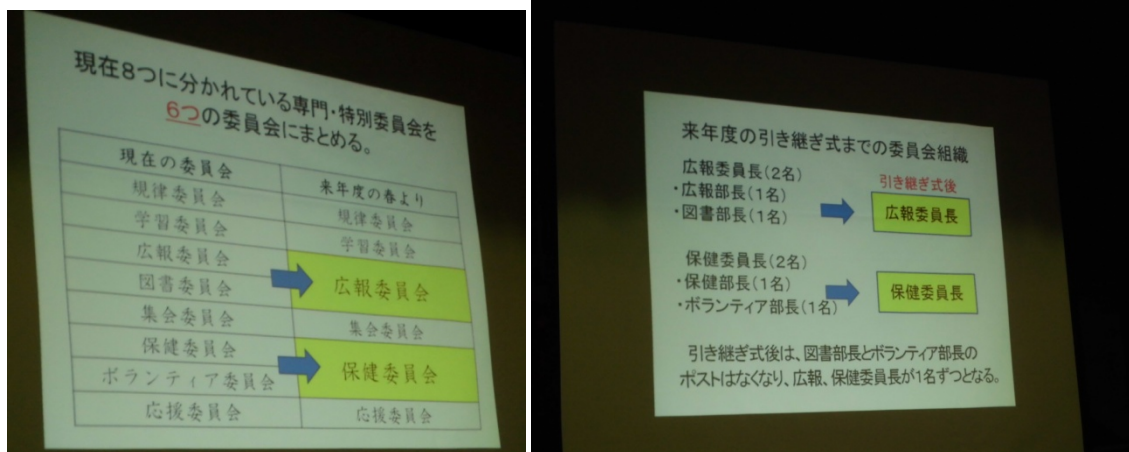 現在8つに分かれている専門・特別委員会を
6つの委員会にまとめる。
現在の委員会 来年度の春より
規律委員会 規律委員会
学習委員会 学習委員会
広報委員会 広報委員会
図書委員会
集会委員会 集会委員会
保健委員会 保健委員会
ボランティア委員会
応援委員会 応援委員会
来年度の引き継ぎ式までの委員会組織
広報委員長(2名)
・広報部長(1名)
・図書部長(1名)
引き継ぎ式後
広報委員長
保健委員長(2名)
・保健部長(1名)
・ボランティア部長(1名)
保健委員長
引き継ぎ式後は、図書部長とボランティア部長の
ポストはなくなり、広報、保健委員長が1名ずつとなる。